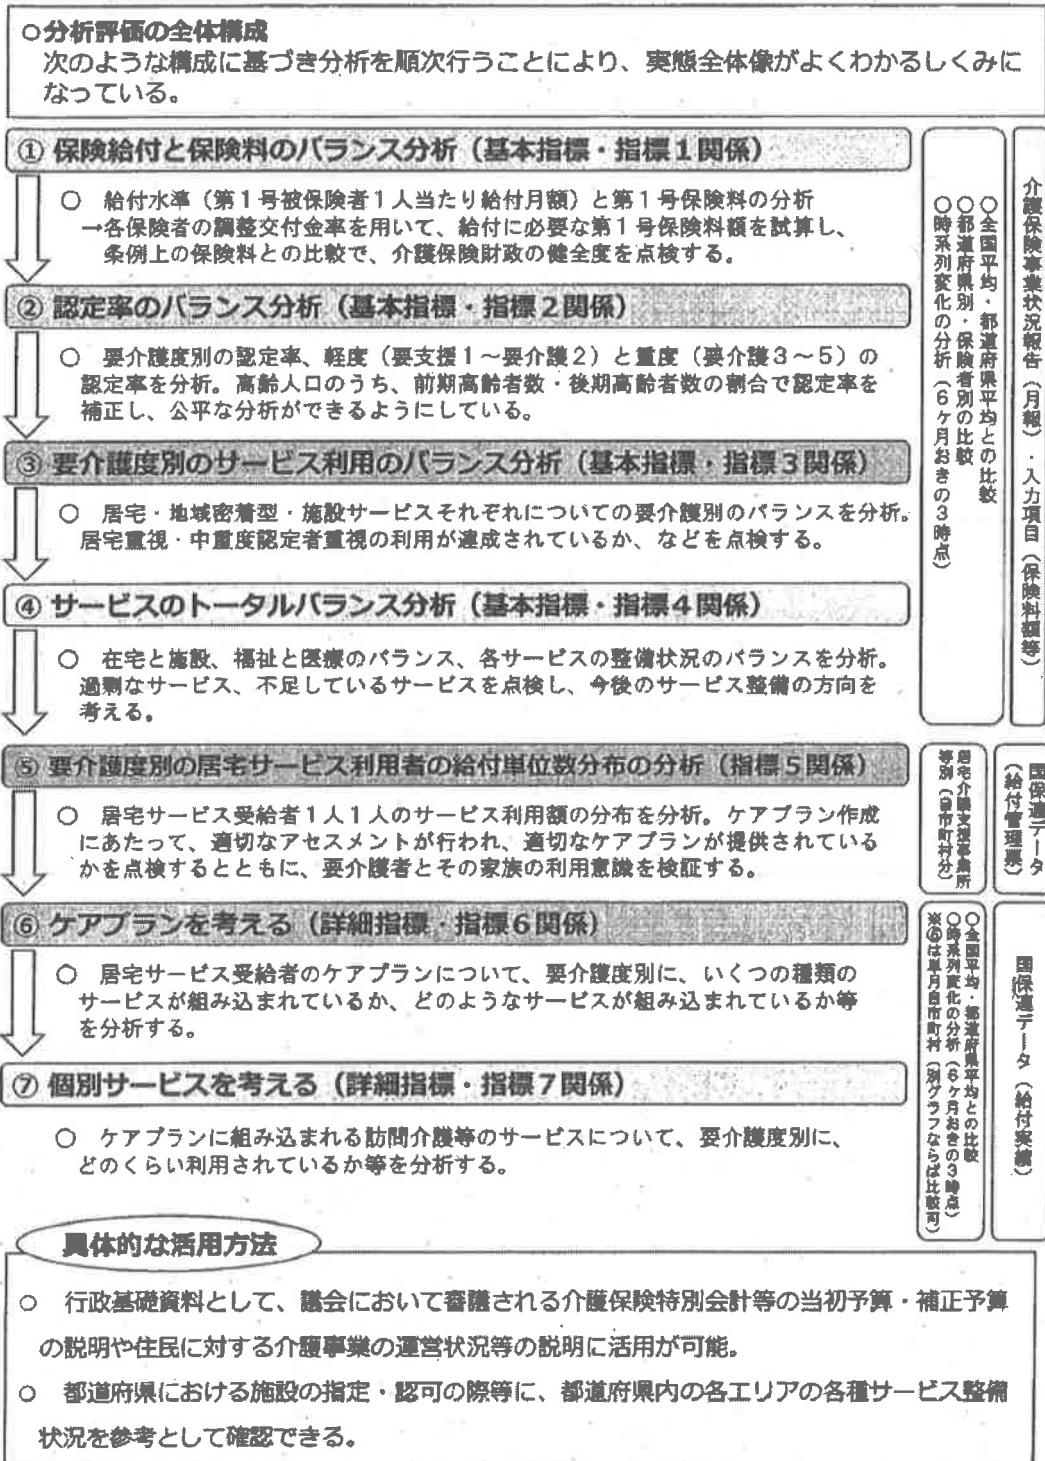 ○分析評価の全体構成
次のような構成に基づき分析を順次行うことにより、実態全体像がよくわかるしくみに
なっている。
① 保険給付と保険料のバランス分析（基本指標・指標１関係）
○ 給付水準（第１号被保険者１人当たり給付月額）と第１号保険料の分析
→各保険者の調整交付金率を用いて、給付に必要な第１号保険料額を試算し、
条例上の保険料との比較で、介護保険財政の健全度を点検する。
② 認定率のバランス分析（基本指標・指標２関係）
○ 要介護度別の認定率、軽度（要支援１～要介護２）と重度（要介護３～５）の
認定率を分析。高齢人口のうち、前期高齢者数・後期高齢者数の割合で認定率を
補正し、公平な分析ができるようにしている。
③ 要介護度別のサービス利用のバランス分析（基本指標・指標３関係）
○ 居宅・地域密着型・施設サービスそれぞれについての要介護別のバランスを分析。
居宅重視・中重度認定者重視の利用が達成されているか、などを点検する。
④ サービスのトータルバランス分析（基本指標・指標４関係）
○ 在宅と施設、福祉と医療のバランス、各サービスの整備状況のバランスを分析。
過剰なサービス、不足しているサービスを点検し、今後のサービス整備の方向を
考える。
○全国平均・都道府県平均との比較
○都道府県別・保険者別の比較
○時系列変化の分析（６ヶ月おきの３時点）
介護保険事業状況報告（月報）・入力項目（保険料額等）
⑤ 要介護度別の居宅サービス利用者の給付単位数分布の分析（指標５関係）
○ 居宅サービス受給者１人１人のサービス利用額の分布を分析。ケアプラン作成
にあたって、適切なアセスメントが行われ、適切なケアプランが提供されている
かを点検するとともに、要介護者とその家族の利用意識を検証する。
居宅介護支援事業所
等別（自市町村分）
国保連データ
（給付管理票）
⑥ ケアプランを考える（詳細指標・指標６関係）
○ 居宅サービス受給者のケアプランについて、要介護度別に、いくつの種類の
サービスが組み込まれているか、どのようなサービスが組み込まれているか等
を分析する。
⑦ 個別サービスを考える（詳細指標・指標７関係）
○ ケアプランに組み込まれる訪問介護等のサービスについて、要介護度別に、
どのくらい利用されているか等を分析する。
○全国平均・都道府県平均との比較
○時系列変化の分析（６ヶ月おきの３時点）
※⑥は単月自市町村（別グラフならば比較可）
国保連データ（給付実績）
具体的な活用方法
○ 行政基礎資料として、議会において審議される介護保険特別会計等の当初予算・補正予算
の説明や住民に対する介護事業の運営状況等の説明に活用が可能。
○ 都道府県における施設の指定・認可の際等に、都道府県内の各エリアの各種サービス整備
状況を参考として確認できる。